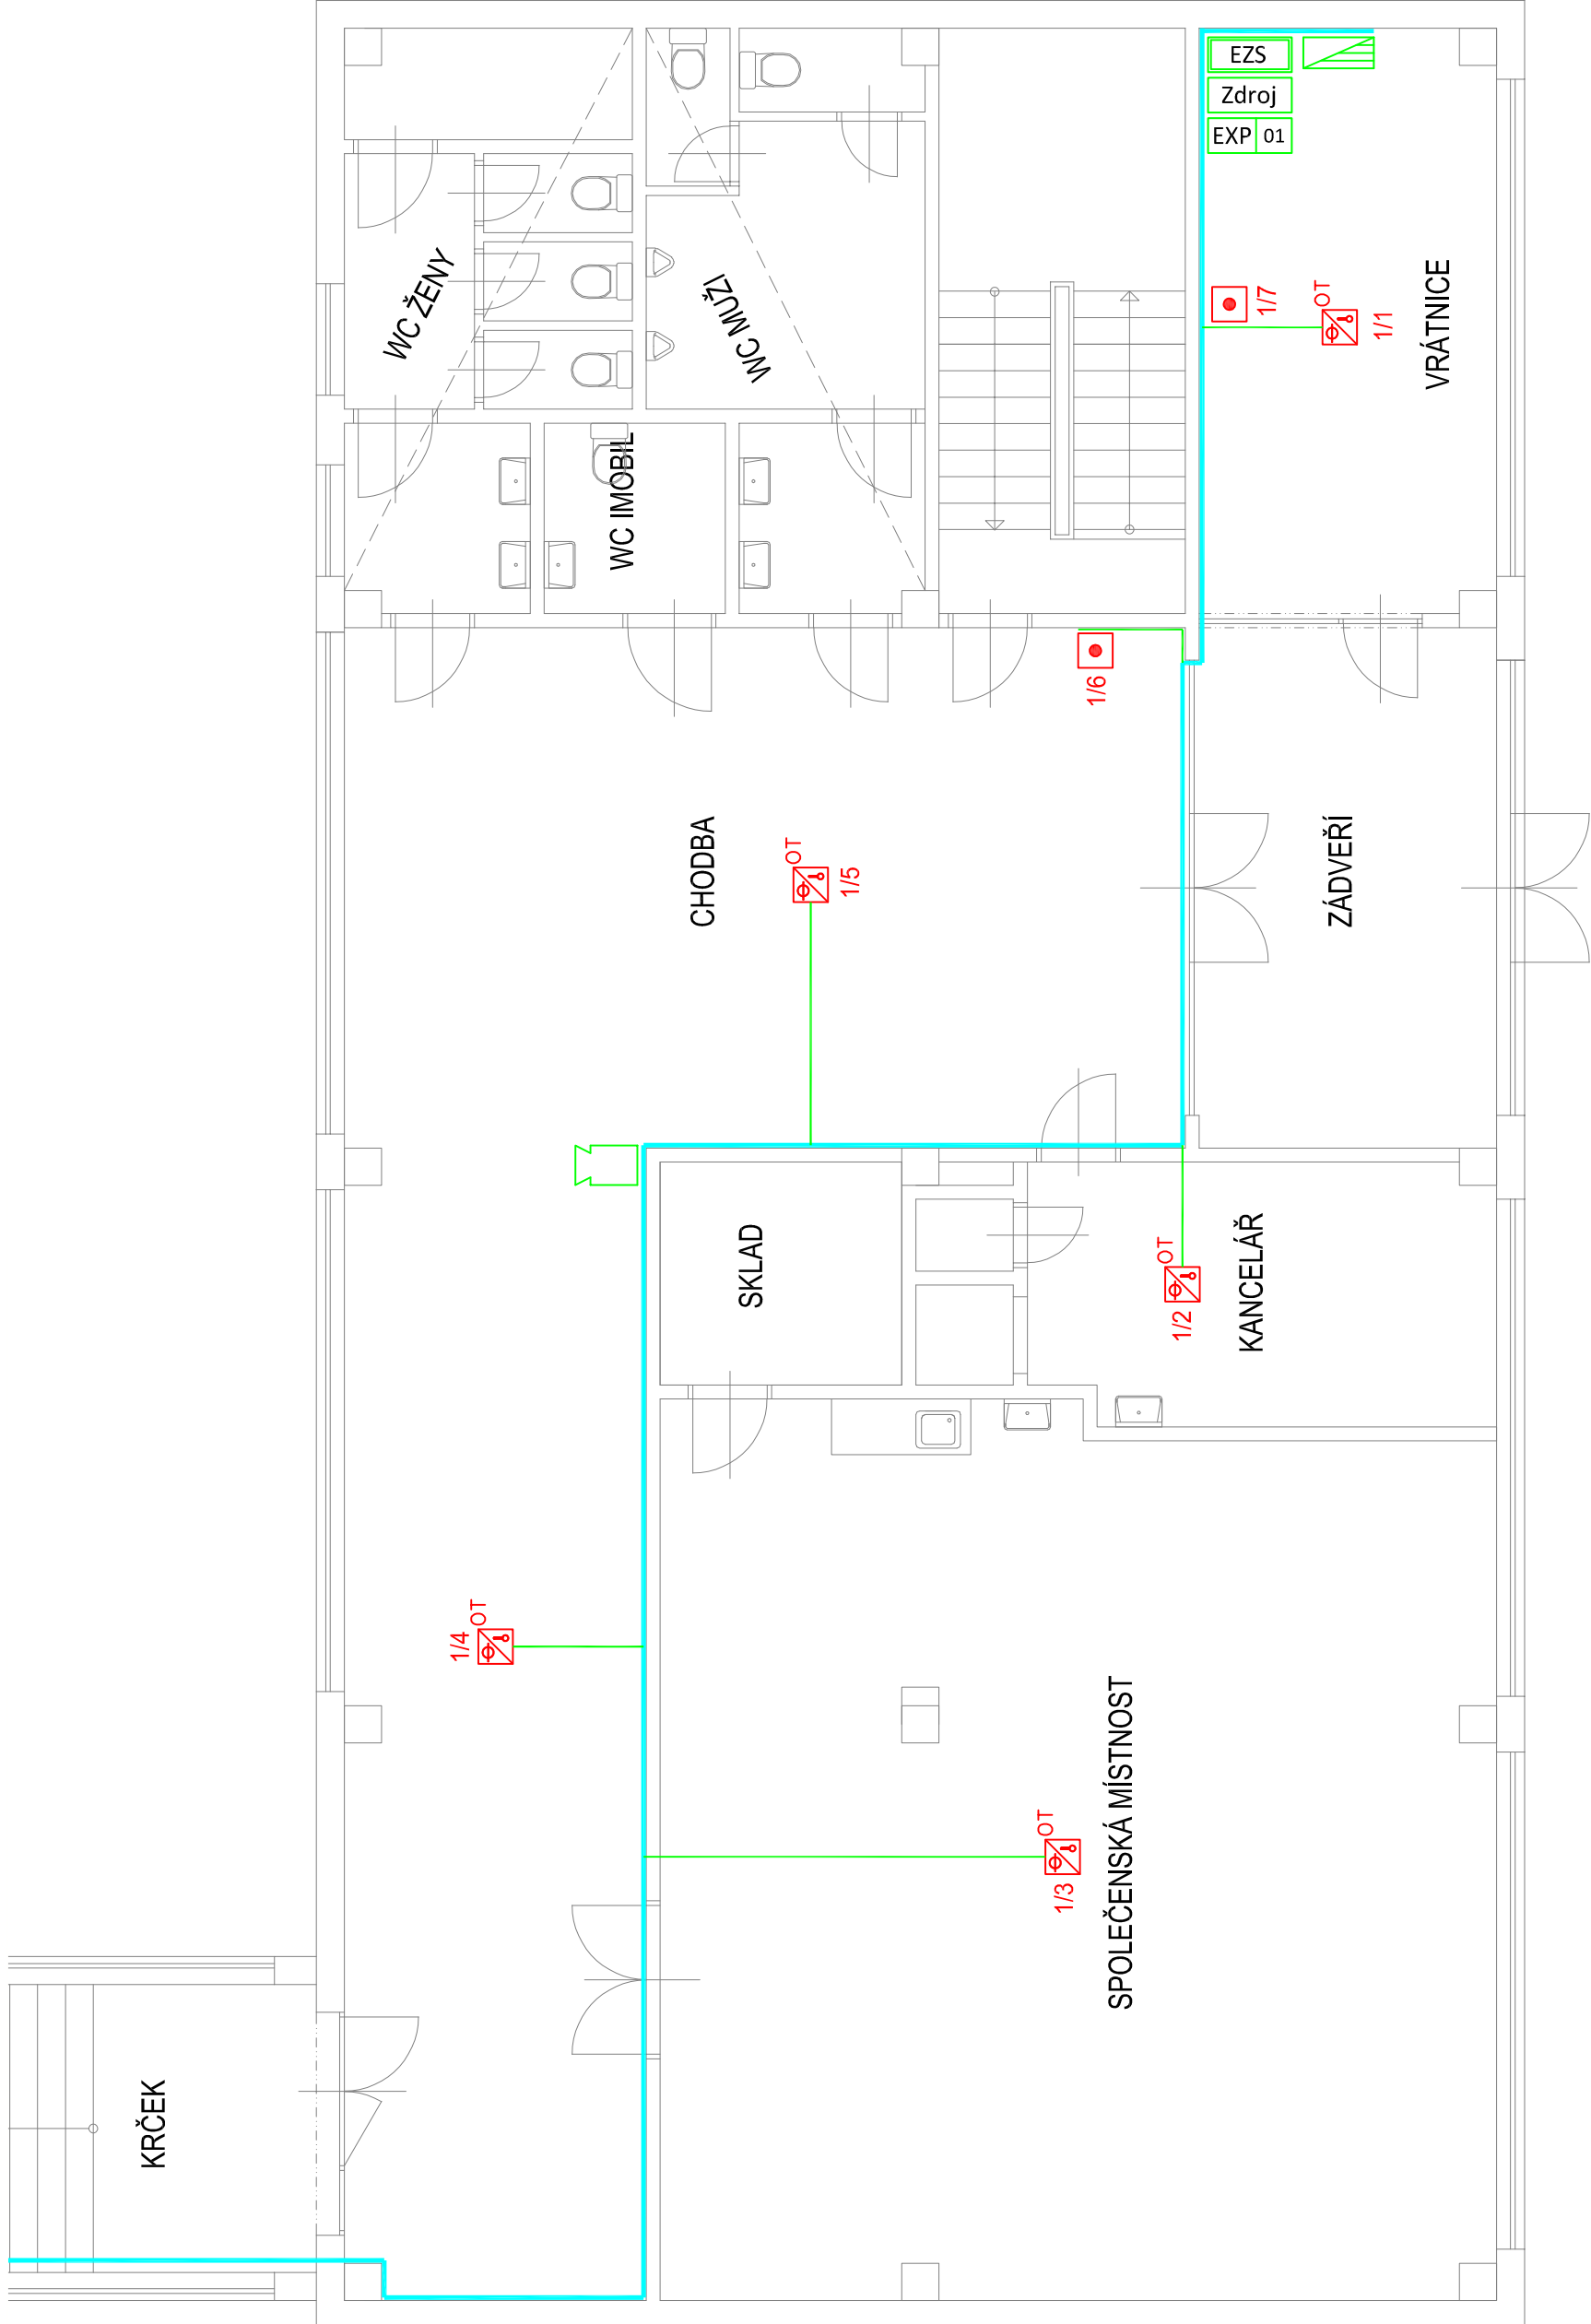 EZS
Zdroj
EXP 01
WC ŽENY
WC MUŽI
WC IMOBIL
1/7
OT
1/1
VRÁTNICE
1/6
CHODBA
OT
1/5
ZÁDVEŘÍ
SKLAD
OT
1/2
KANCELÁŘ
OT
1/4
OT
1/3
SPOLEČENSKÁ MÍSTNOST
KRČEK